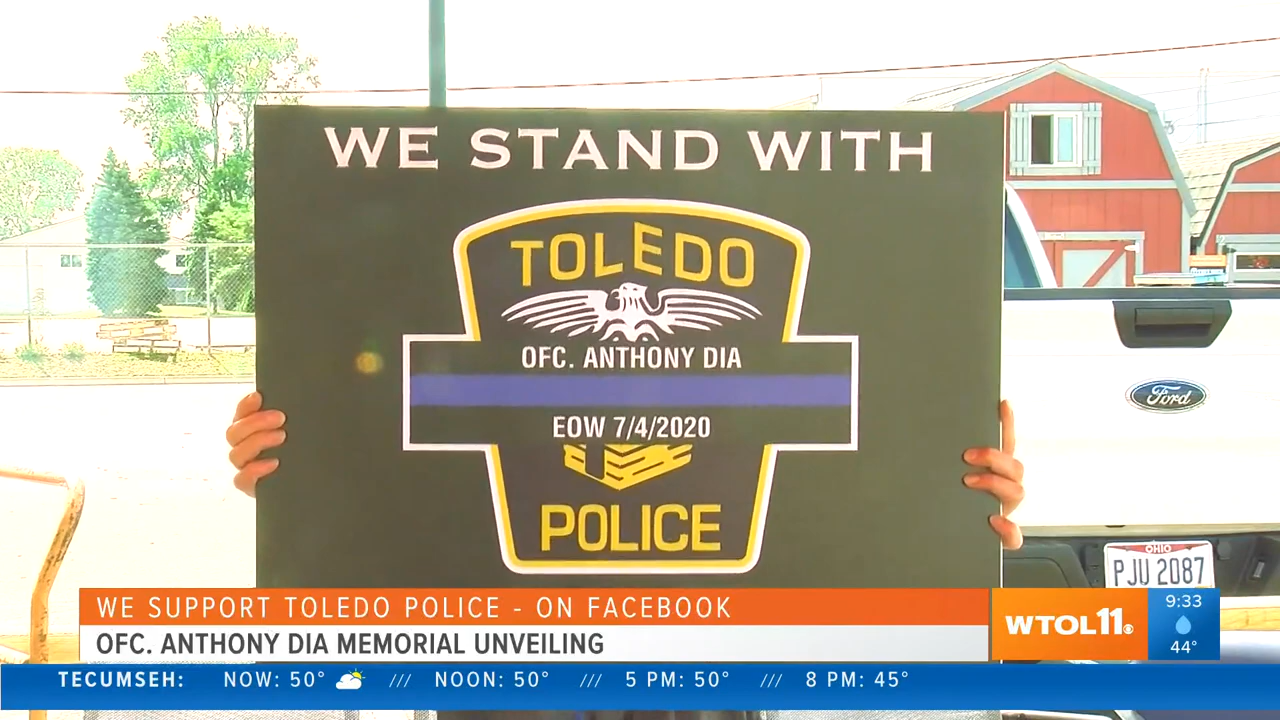 WE STAND WITH
TOLEDO
OFC. ANTHONY DIA
EOW 7/4/2020
POLICE
Ford
OHIO
PJU 2087
WE SUPPORT TOLEDO POLICE - ON FACEBOOK
OFC. ANTHONY DIA MEMORIAL UNVEILING
WTOL11
9:33
44°
TECUMSEH: NOW: 50° /// NOON: 50° /// 5 PM: 50° /// 8 PM: 45°